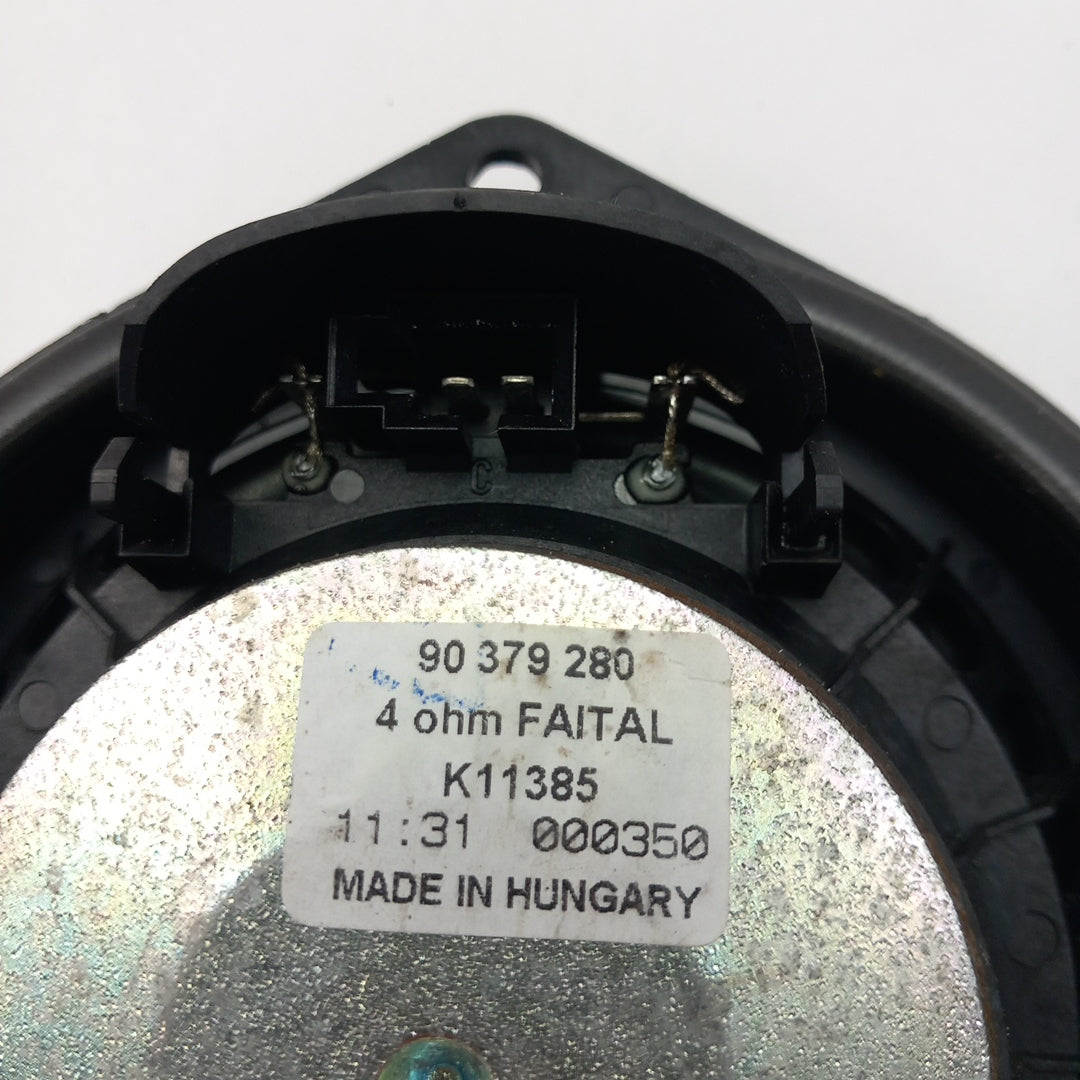 C
90 379 280
4 ohm FAITAL
K11385
11:31 000350
MADE IN HUNGARY